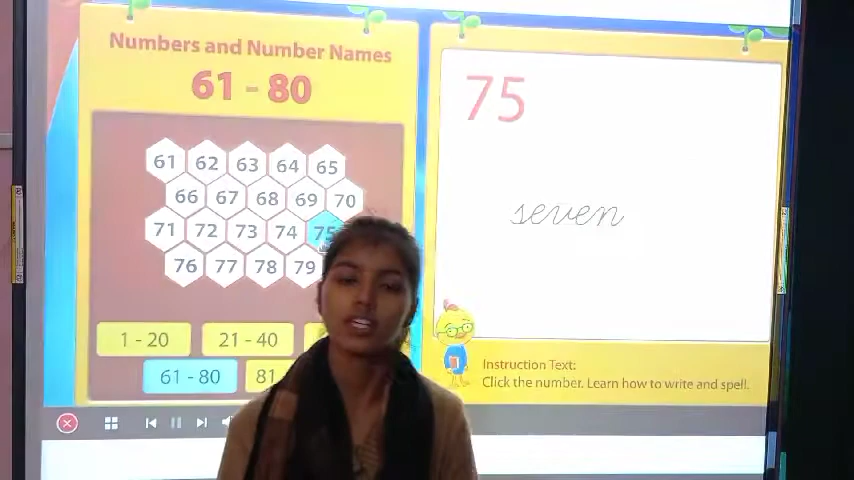 Numbers and Number Names
61 - 80
61 62 63 64 65
66 67 68 69 70
71 72 73 74 75
76 77 78 79
1 - 20
21 - 40
61 - 80
81
75
seven
Instruction Text:
Click the number. Learn how to write and spell.